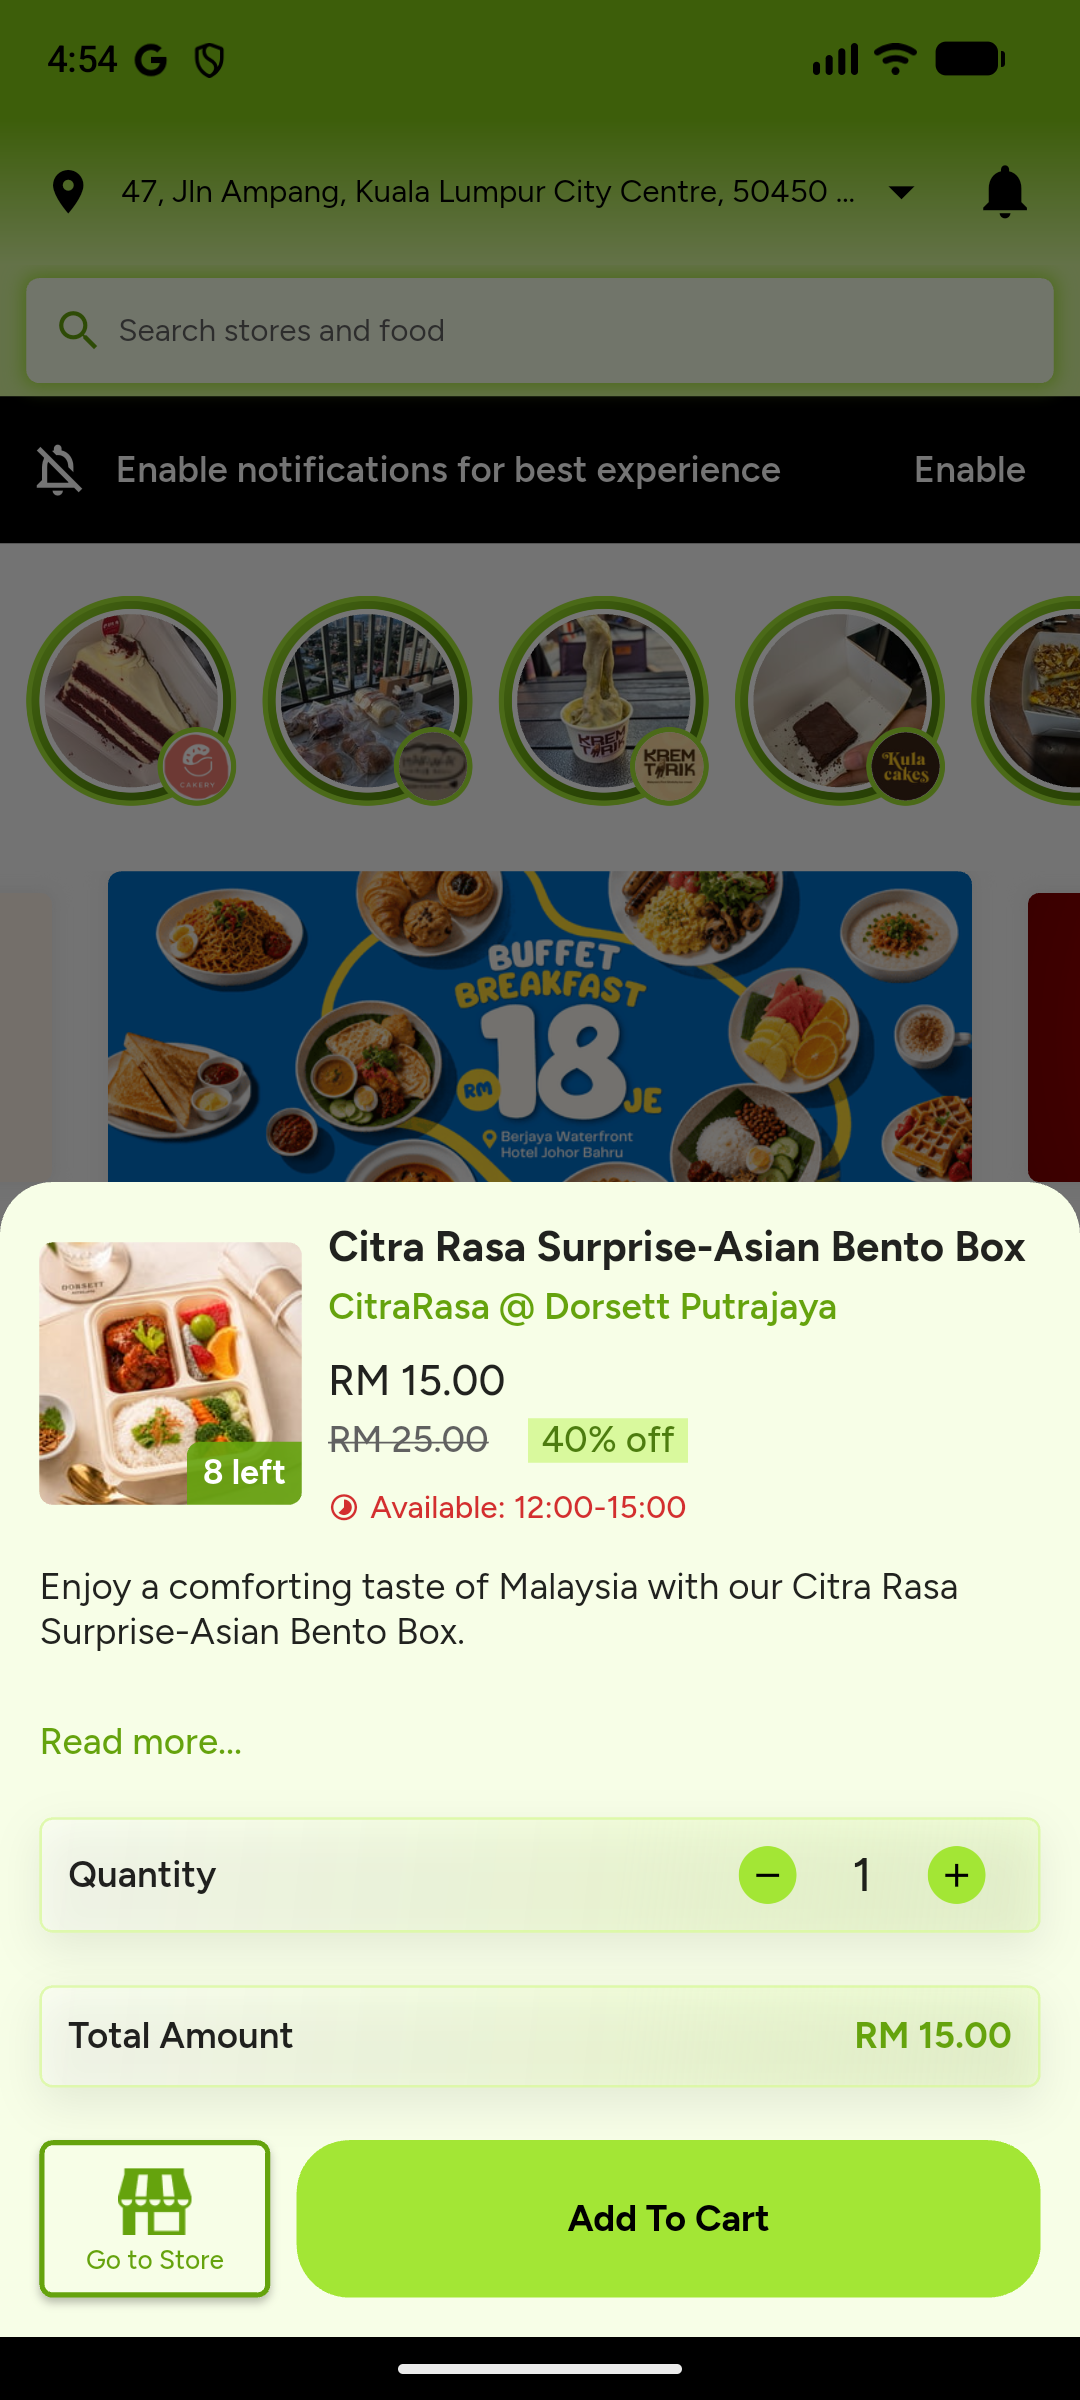 4:54
47, Jln Ampang, Kuala Lumpur City Centre, 50450 ...
Search stores and food
Enable notifications for best experience
Enable
CAKERY
KREM
TARIK
KREM
TARIK
Kula
cakes
BUFFET
BREAKFAST
RM 18 JE
Berjaya Waterfront
Hotel Johor Bahru
DORSETT
8 left
Citra Rasa Surprise-Asian Bento Box
CitraRasa @ Dorsett Putrajaya
RM 15.00
RM 25.00
40% off
Available: 12:00-15:00
Enjoy a comforting taste of Malaysia with our Citra Rasa
Surprise-Asian Bento Box.
Read more...
Quantity
1
Total Amount
RM 15.00
Go to Store
Add To Cart